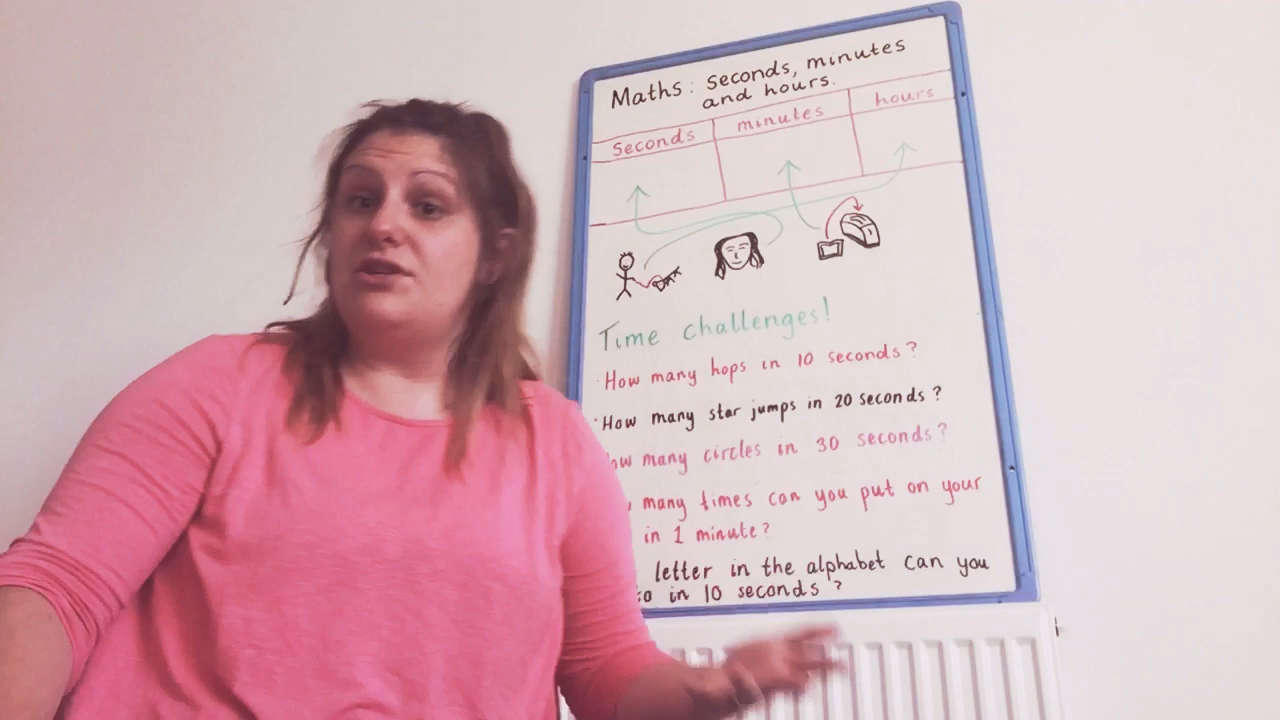 Maths: Seconds, minutes
and hours.
Seconds minutes hours
Time challenges!
How many hops in 10 seconds?
How many star jumps in 20 seconds?
many circles in 30 seconds?
many times can you put on your
in 1 minute?
letter in the alphabet can you
in 10 seconds?